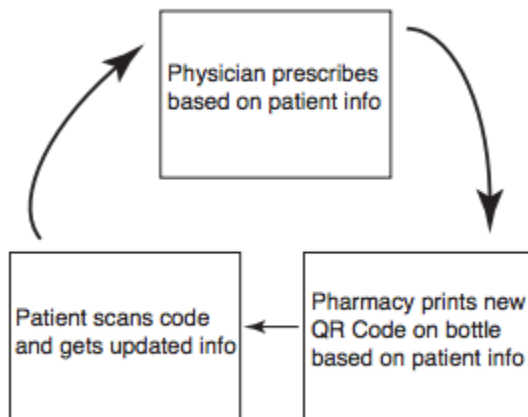 Physician prescribes
based on patient info
Patient scans code
and gets updated info
Pharmacy prints new
QR Code on bottle
based on patient info